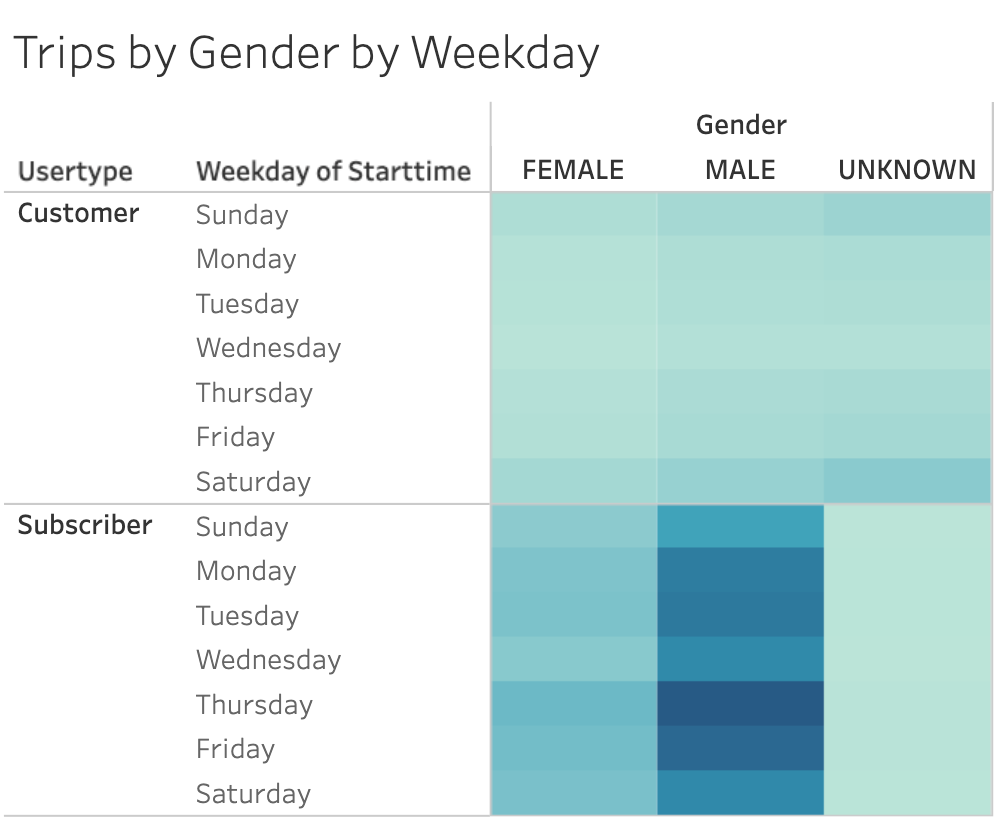 Trips by Gender by Weekday
Gender
Usertype Weekday of Starttime FEMALE MALE UNKNOWN
Customer Sunday
Monday
Tuesday
Wednesday
Thursday
Friday
Saturday
Subscriber Sunday
Monday
Tuesday
Wednesday
Thursday
Friday
Saturday